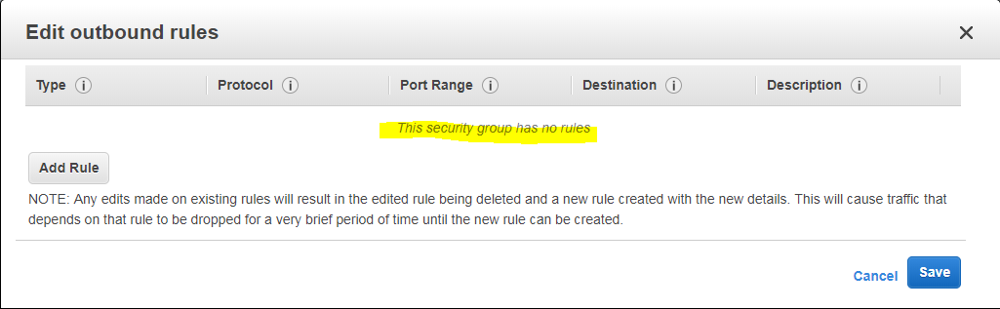 Edit outbound rules
Type Protocol Port Range Destination Description
This security group has no rules
Add Rule
NOTE: Any edits made on existing rules will result in the edited rule being deleted and a new rule created with the new details. This will cause traffic that
depends on that rule to be dropped for a very brief period of time until the new rule can be created.
Cancel Save